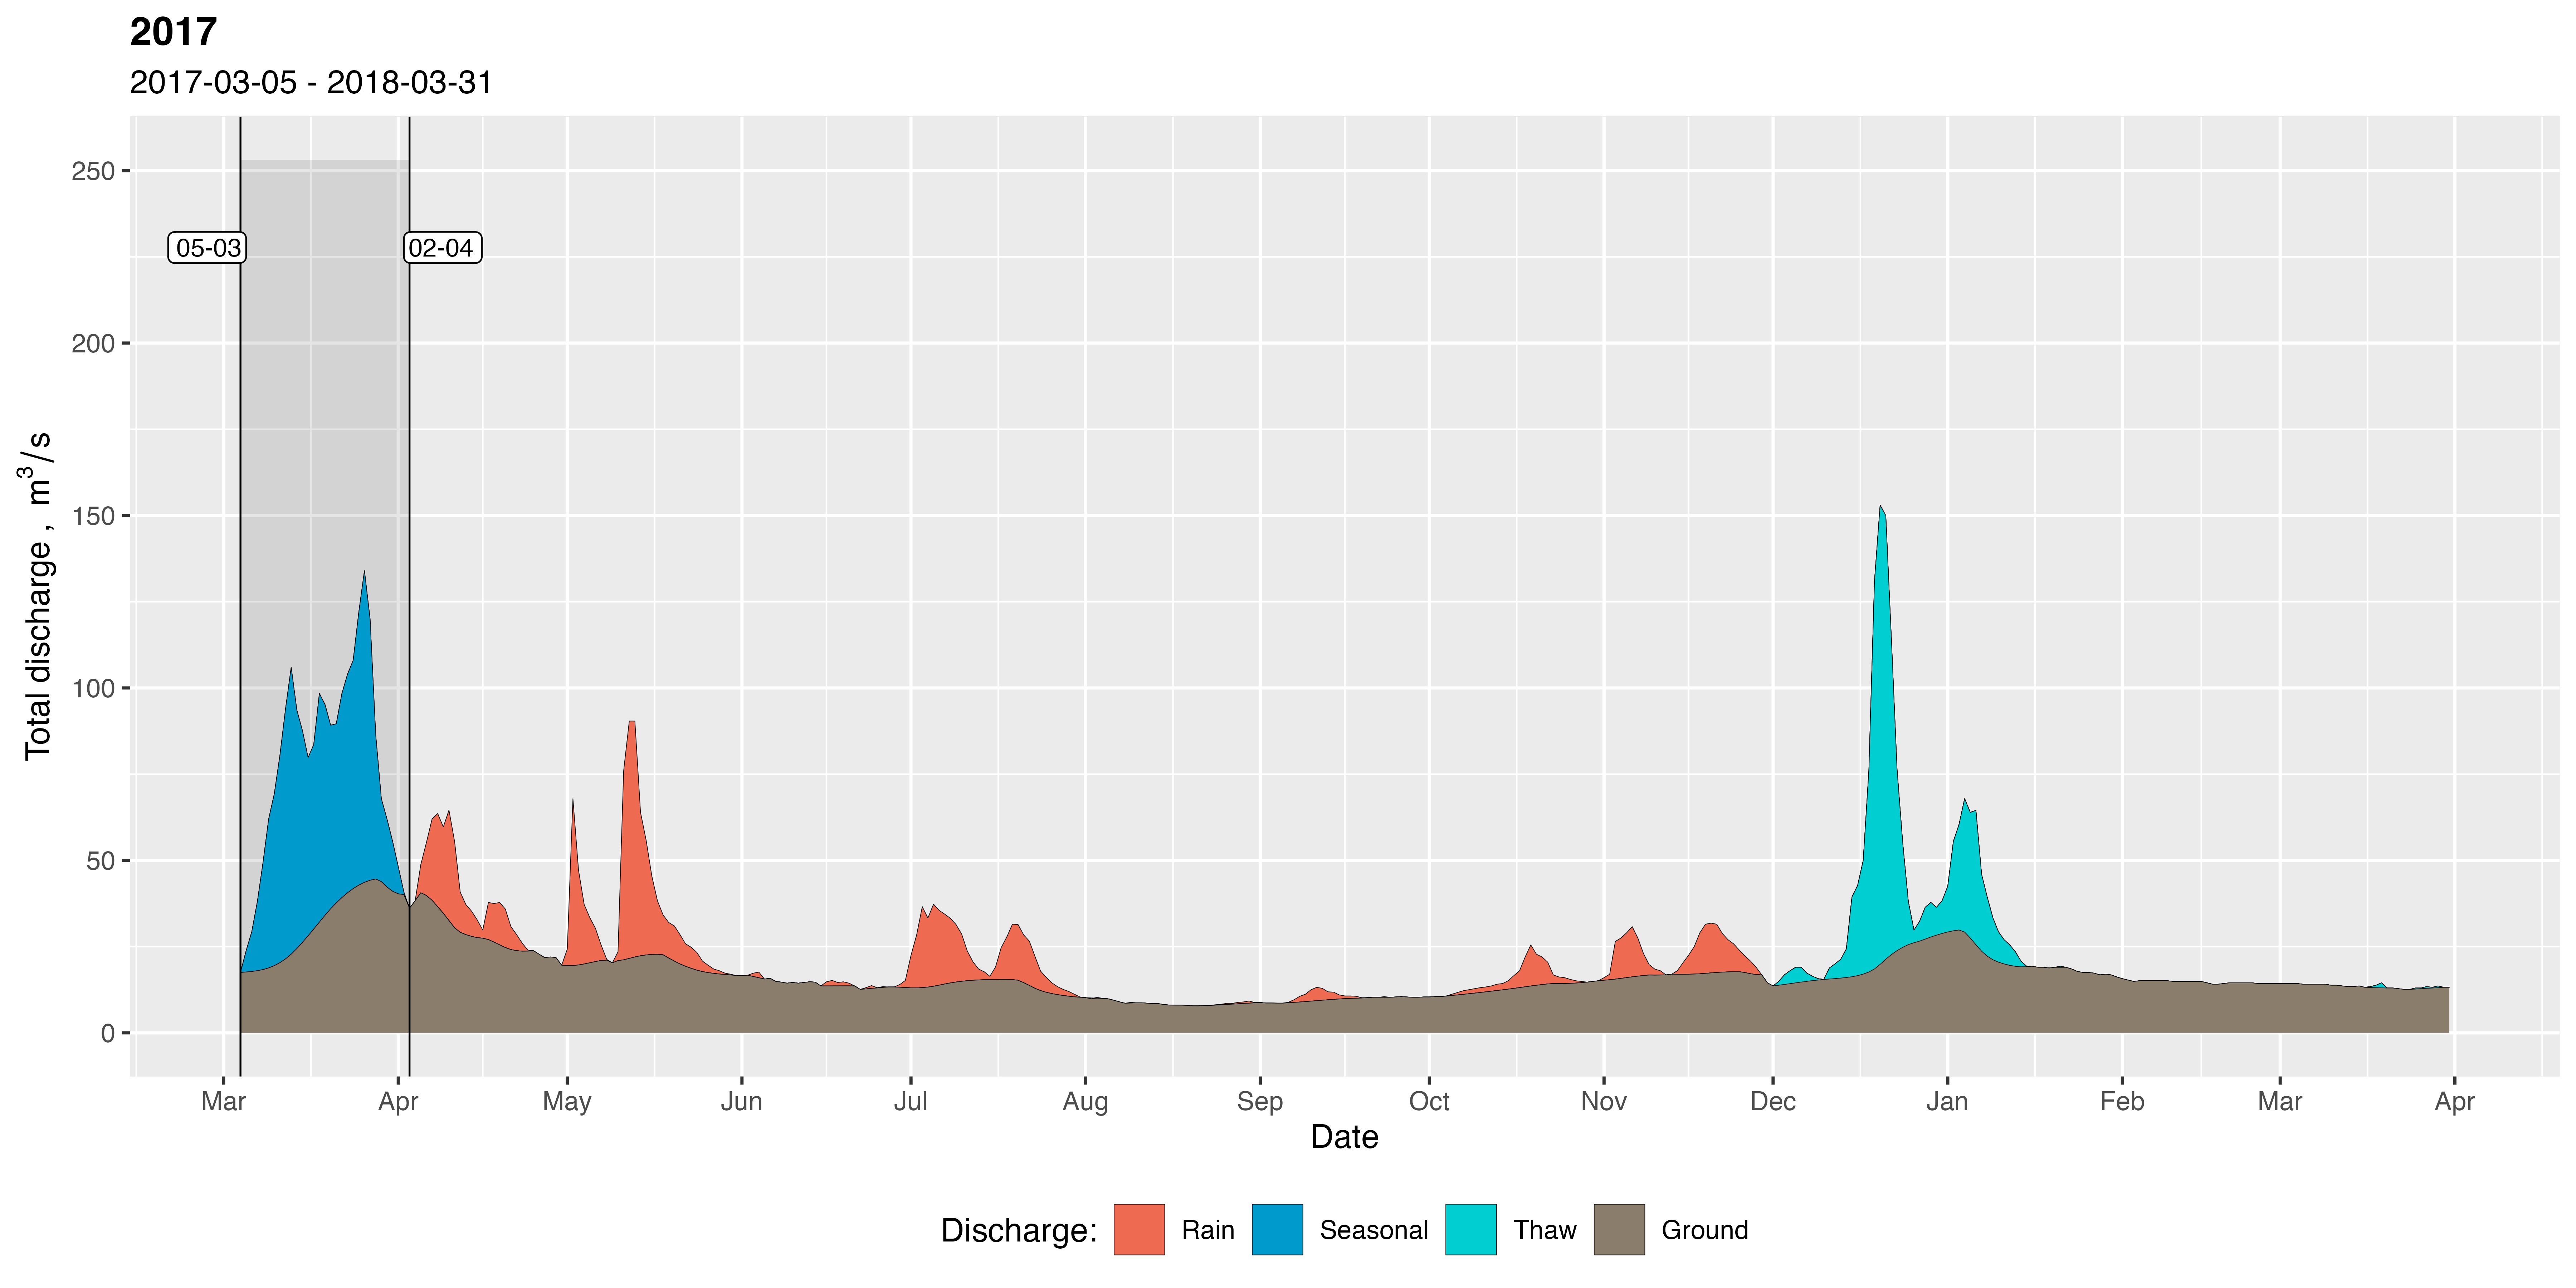 2017
2017-03-05 - 2018-03-31
Total discharge , m³/s
250
200
150
100
50
0
05-03
02-04
Mar Apr May Jun Jul Aug Sep Oct Nov Dec Jan Feb Mar Apr
Date
Discharge: Rain Seasonal Thaw Ground